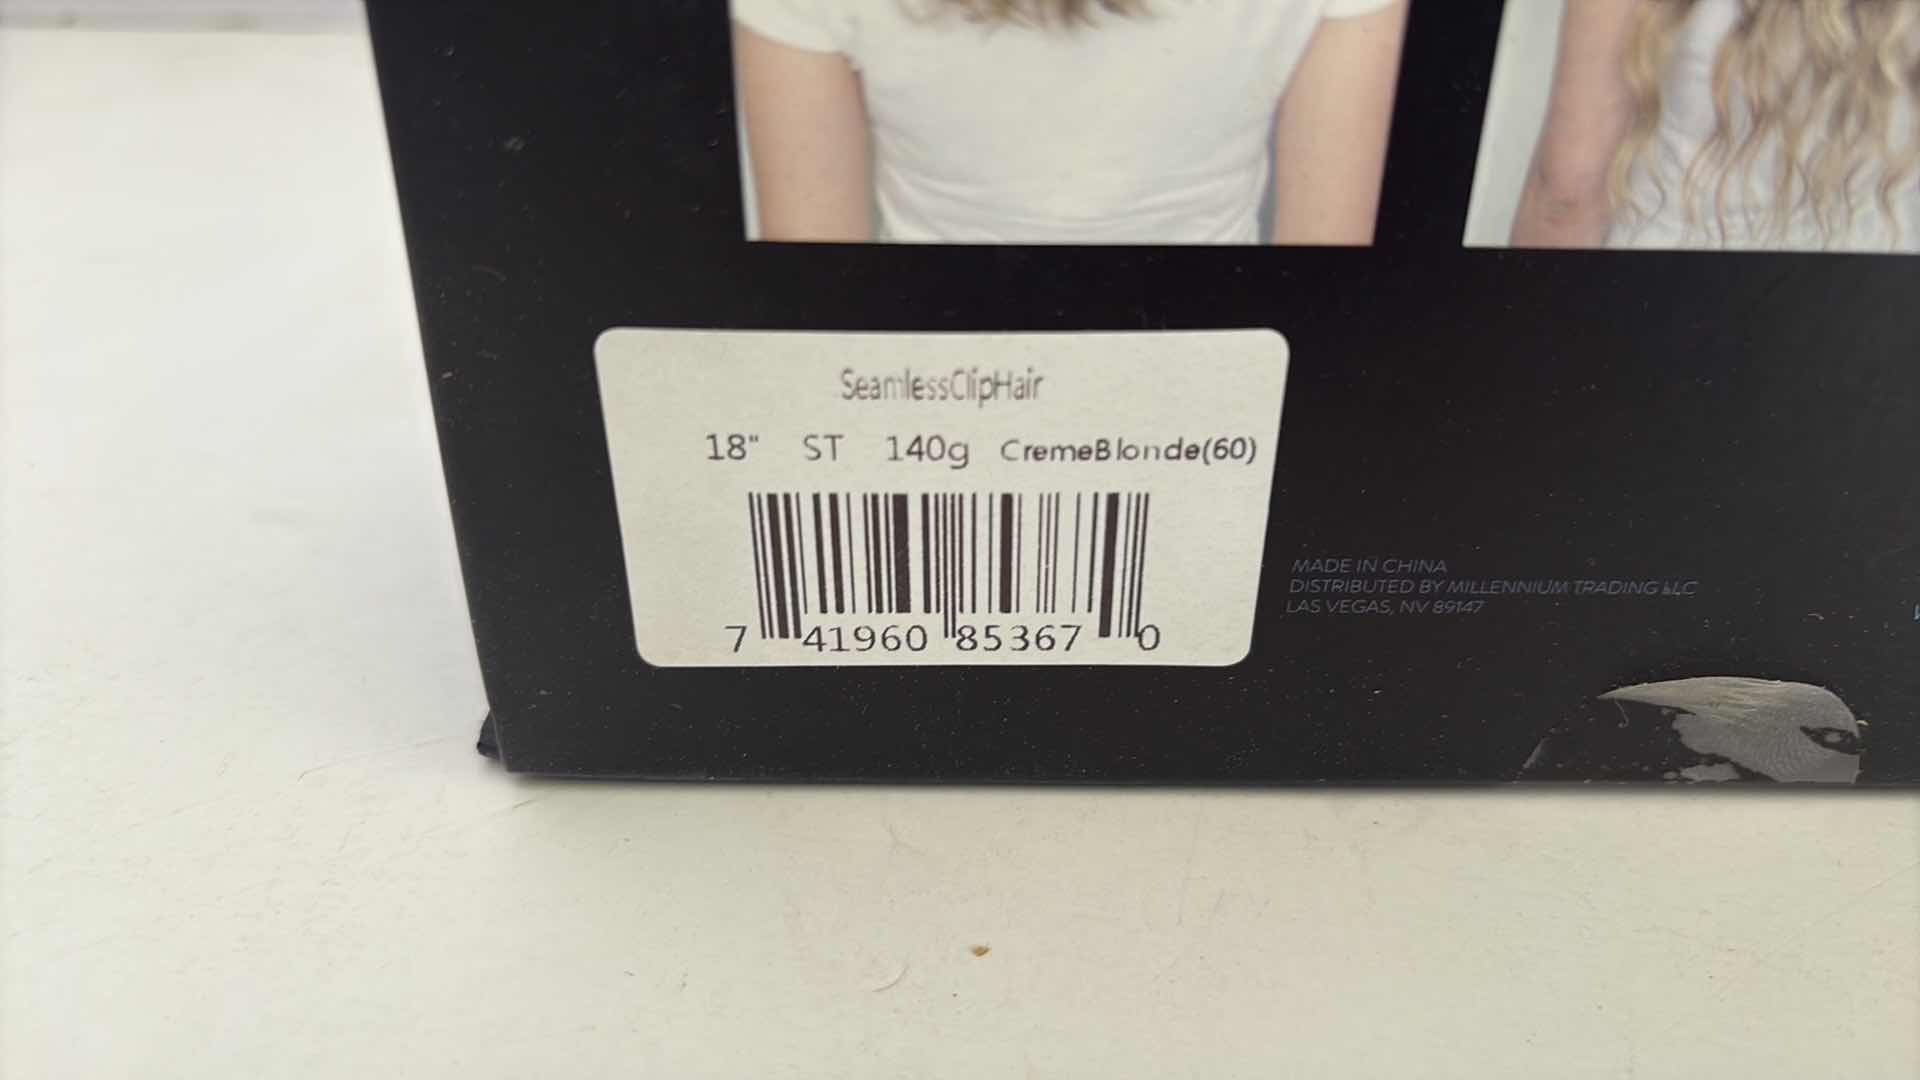 SeamlessClipHair
18" ST 140g CremeBlonde(60)
7 41960 85367 0
MADE IN CHINA
DISTRIBUTED BY MILLENNIUM TRADING LLC
LAS VEGAS, NV 89147